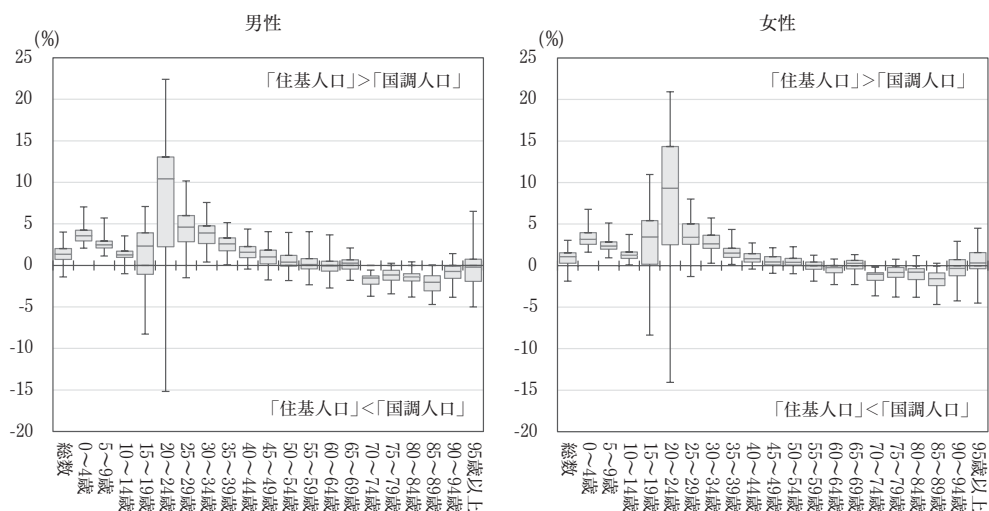 男性
(%)
25
20
15
10
5
0
-5
-10
-15
-20
「住基人口」>「国調人口」
「住基人口」<「国調人口」
総数
0〜4歳
5〜9歳
10〜14歳
15〜19歳
20〜24歳
25〜29歳
30〜34歳
35〜39歳
40〜44歳
45〜49歳
50〜54歳
55〜59歳
60〜64歳
65〜69歳
70〜74歳
75〜79歳
80〜84歳
85〜89歳
90〜94歳
95歳以上
女性
(%)
25
20
15
10
5
0
-5
-10
-15
-20
「住基人口」>「国調人口」
「住基人口」<「国調人口」
総数
0〜4歳
5〜9歳
10〜14歳
15〜19歳
20〜24歳
25〜29歳
30〜34歳
35〜39歳
40〜44歳
45〜49歳
50〜54歳
55〜59歳
60〜64歳
65〜69歳
70〜74歳
75〜79歳
80〜84歳
85〜89歳
90〜94歳
95歳以上